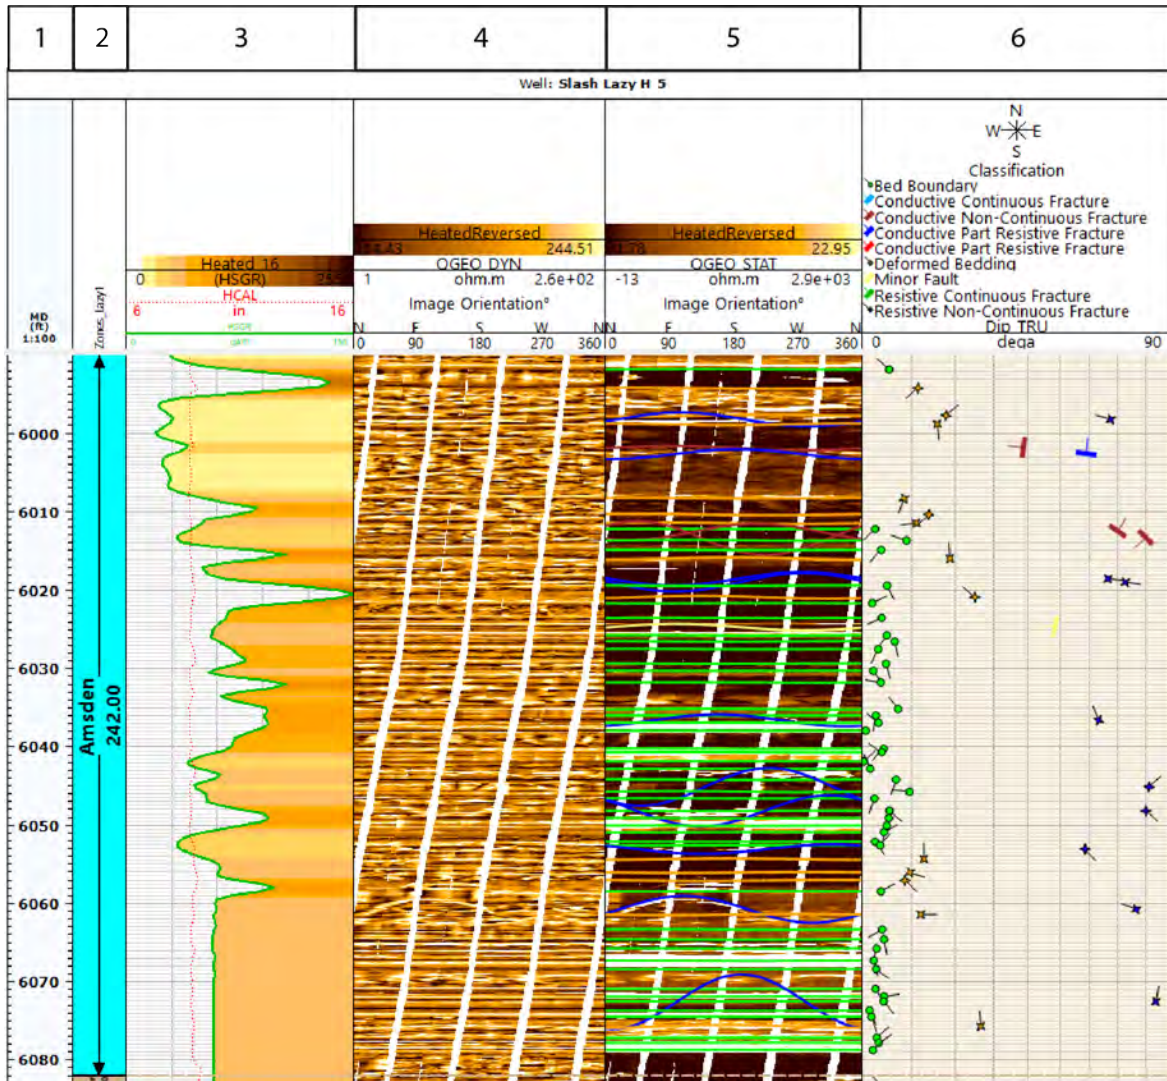 1 2 3 4 5 6
Well: Slash Lazy H 5
N
W E
S
Classification
Bed Boundary
Conductive Continuous Fracture
Conductive Non-Continuous Fracture
Conductive Part Resistive Fracture
Conductive Part Resistive Fracture
Deformed Bedding
Minor Fault
Resistive Continuous Fracture
Resistive Non-Continuous Fracture
Dip TRU
0 dega 90
MD
(ft)
1:100
Zones_lazy1
Heated_16
0 (HSGR)
HCAL
6 in 16
HeatedReversed
244.51
QGEO DYN
1 ohm.m 2.6e+02
Image Orientation°
N E S W N
0 90 180 270 360
HeatedReversed
22.95
QGEO STAT
-13 ohm.m 2.9e+03
Image Orientation°
N E S W N
0 90 180 270 360
6000
6010
6020
6030
6040
6050
6060
6070
6080
Amsden
242.00